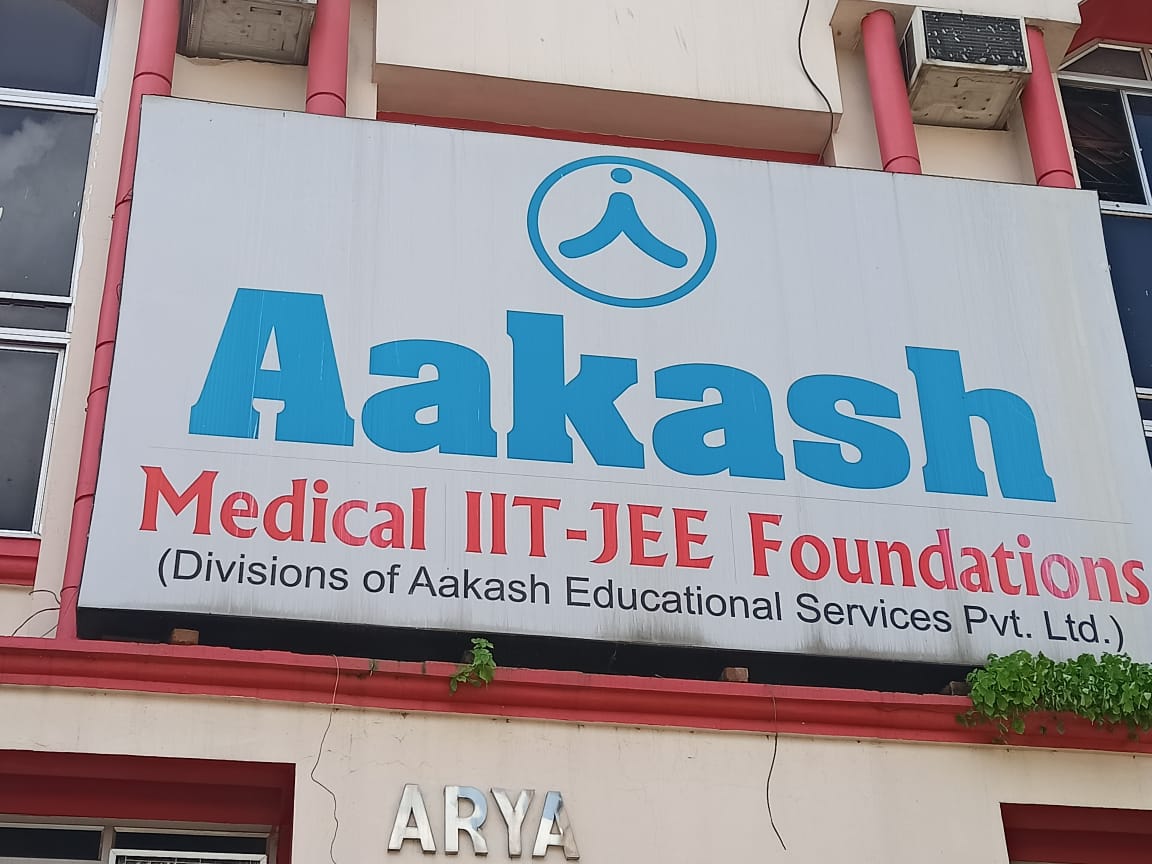 Aakash
Medical IIT-JEE Foundations
(Divisions of Aakash Educational Services Pvt. Ltd.)
ARYA